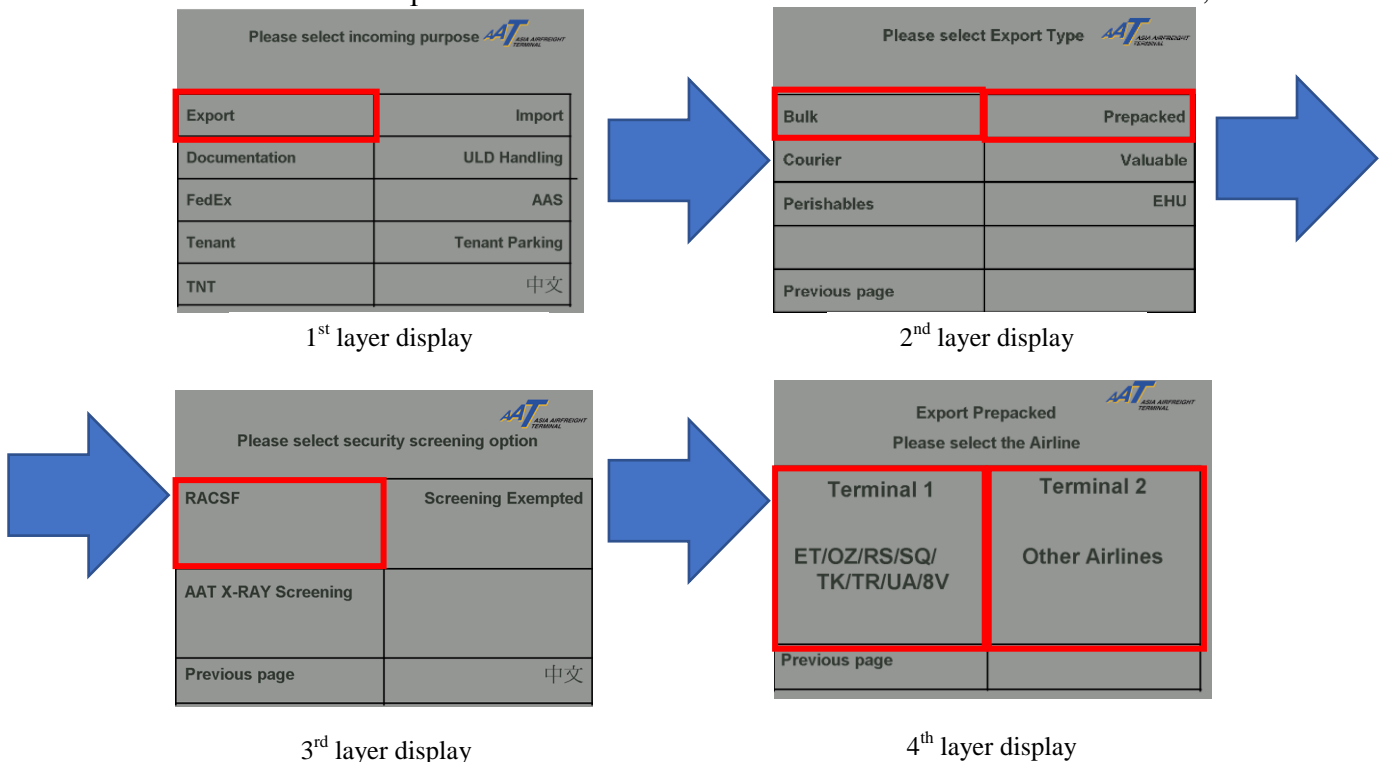 Please select incoming purpose AAT ASIA AIRFREIGHT TERMINAL
Export Import
Documentation ULD Handling
FedEx AAS
Tenant Tenant Parking
TNT 中文
1st layer display
Please select Export Type AAT ASIA AIRFREIGHT TERMINAL
Bulk Prepacked
Courier Valuable
Perishables EHU
Previous page
2nd layer display
AAT ASIA AIRFREIGHT TERMINAL
Please select security screening option
RACSF Screening Exempted
AAT X-RAY Screening
Previous page 中文
3rd layer display
AAT ASIA AIRFREIGHT TERMINAL
Export Prepacked
Please select the Airline
Terminal 1 Terminal 2
ET/OZ/RS/SQ/ Other Airlines
TK/TR/UA/8V
Previous page
4th layer display